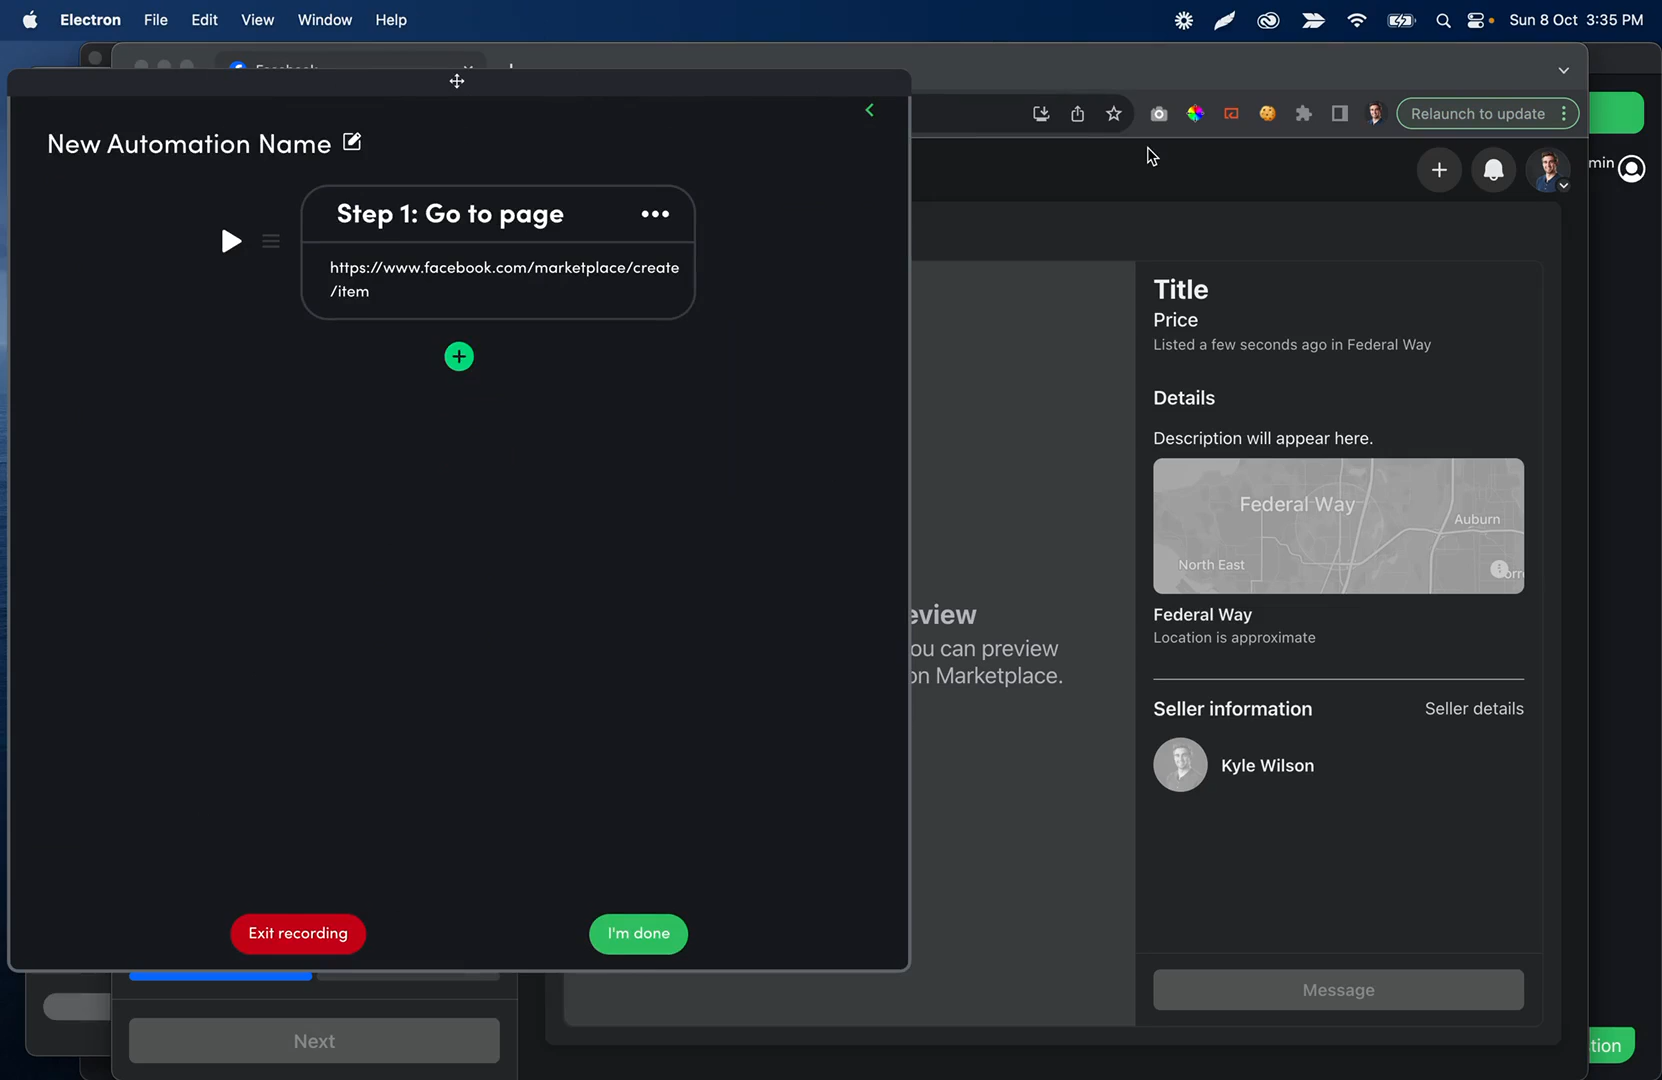 Electron File Edit View Window Help
Sun 8 Oct 3:35 PM
Facebook
Relaunch to update
New Automation Name
min
Step 1: Go to page
https://www.facebook.com/marketplace/create
/item
Title
Price
Listed a few seconds ago in Federal Way
Details
Description will appear here.
Federal Way
Auburn
North East
eview
ou can preview
on Marketplace.
Federal Way
Location is approximate
Seller information
Seller details
Kyle Wilson
Exit recording
I'm done
Message
Next
tion